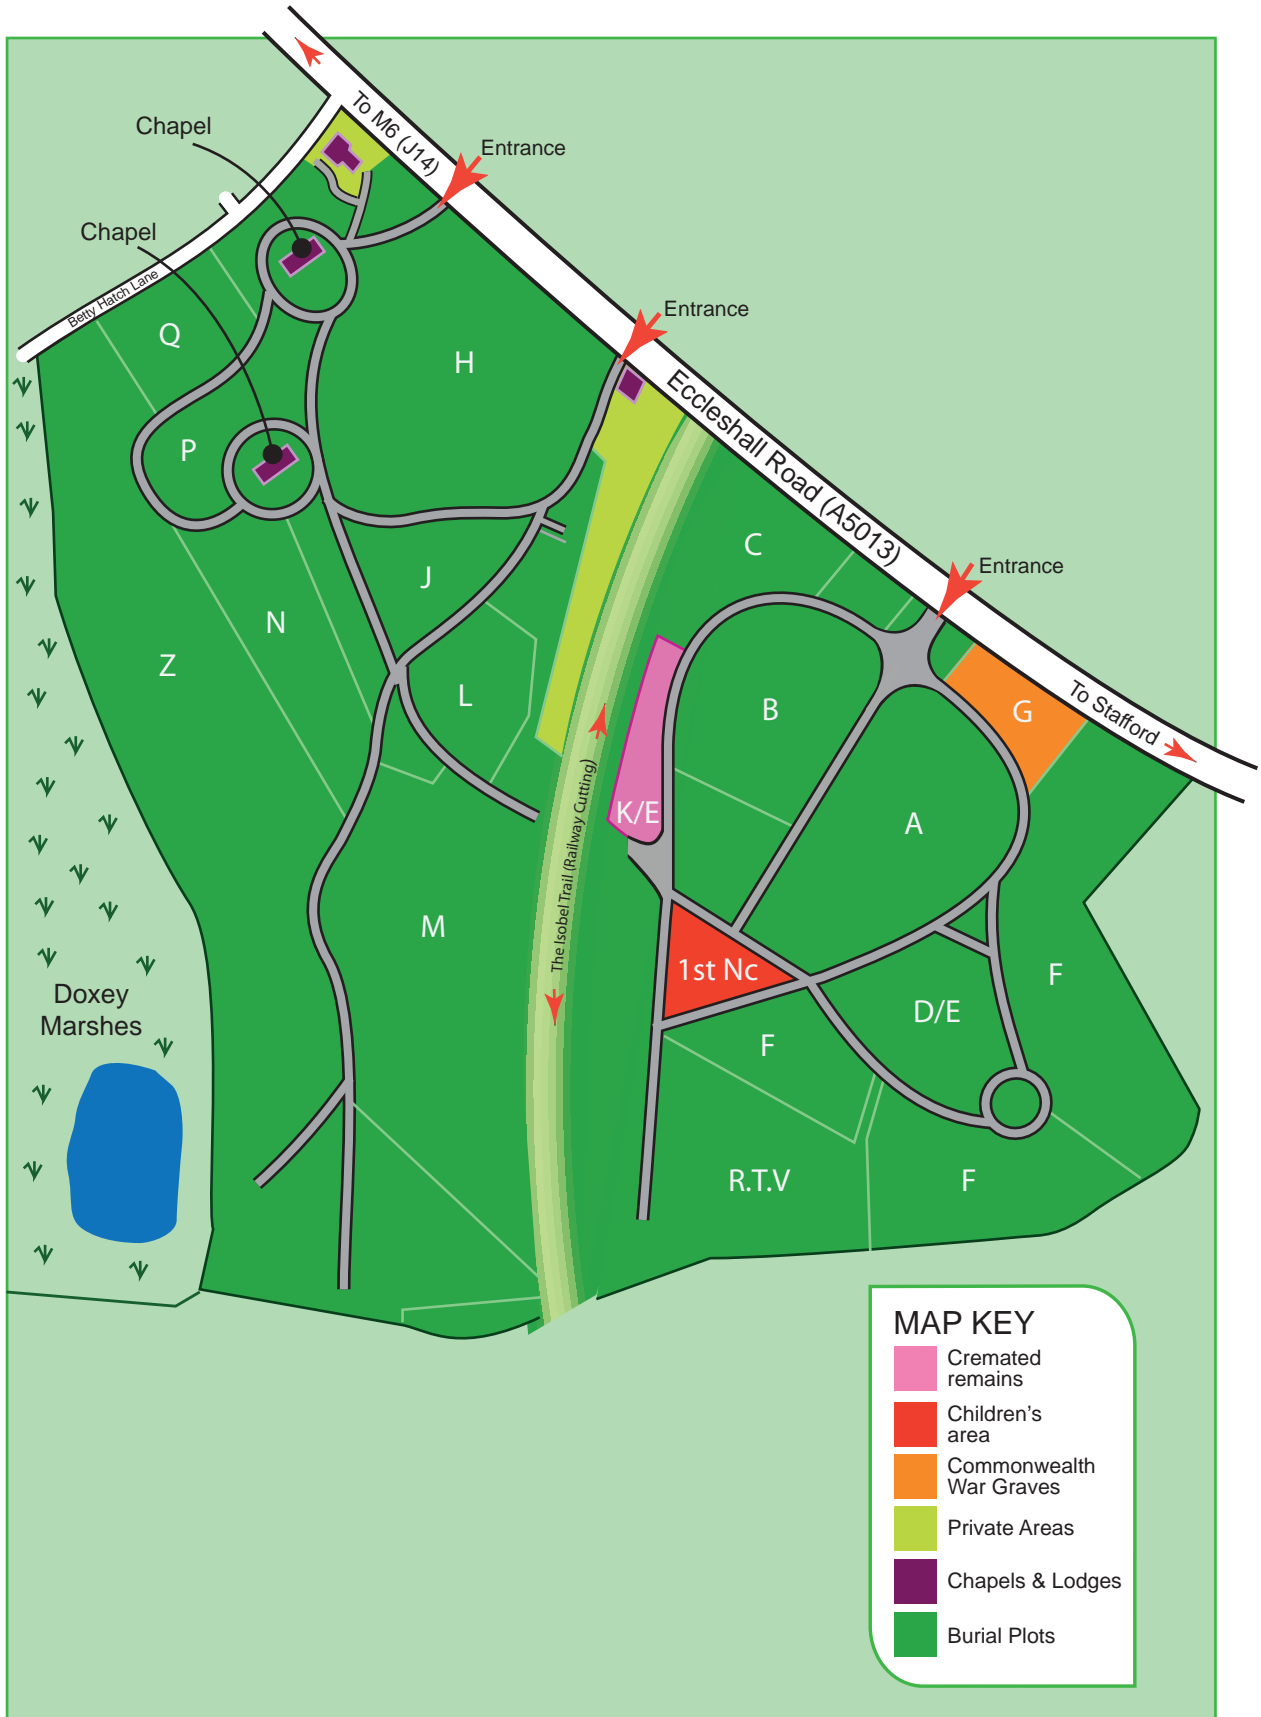 To M6 (J14)
Chapel
Entrance
Chapel
Betty Hatch Lane
Entrance
Q
H
Eccleshall Road (A5013)
P
C
Entrance
J
N
Z
L
B
G
To Stafford
The Isobel Trail (Railway Cutting)
K/E
A
M
1st Nc
F
Doxey
Marshes
D/E
F
R.T.V
F
MAP KEY
Cremated
remains
Children's
area
Commonwealth
War Graves
Private Areas
Chapels & Lodges
Burial Plots